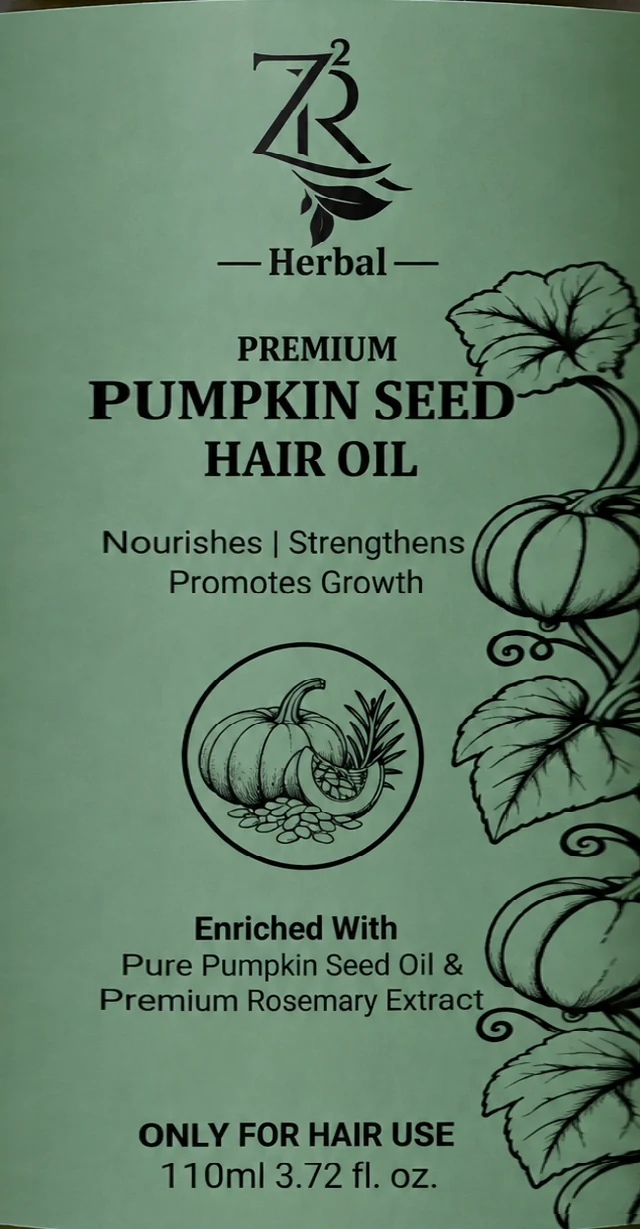 ZR²
Herbal
PREMIUM
PUMPKIN SEED
HAIR OIL
Nourishes | Strengthens
Promotes Growth
Enriched With
Pure Pumpkin Seed Oil &
Premium Rosemary Extract
ONLY FOR HAIR USE
110ml 3.72 fl. oz.